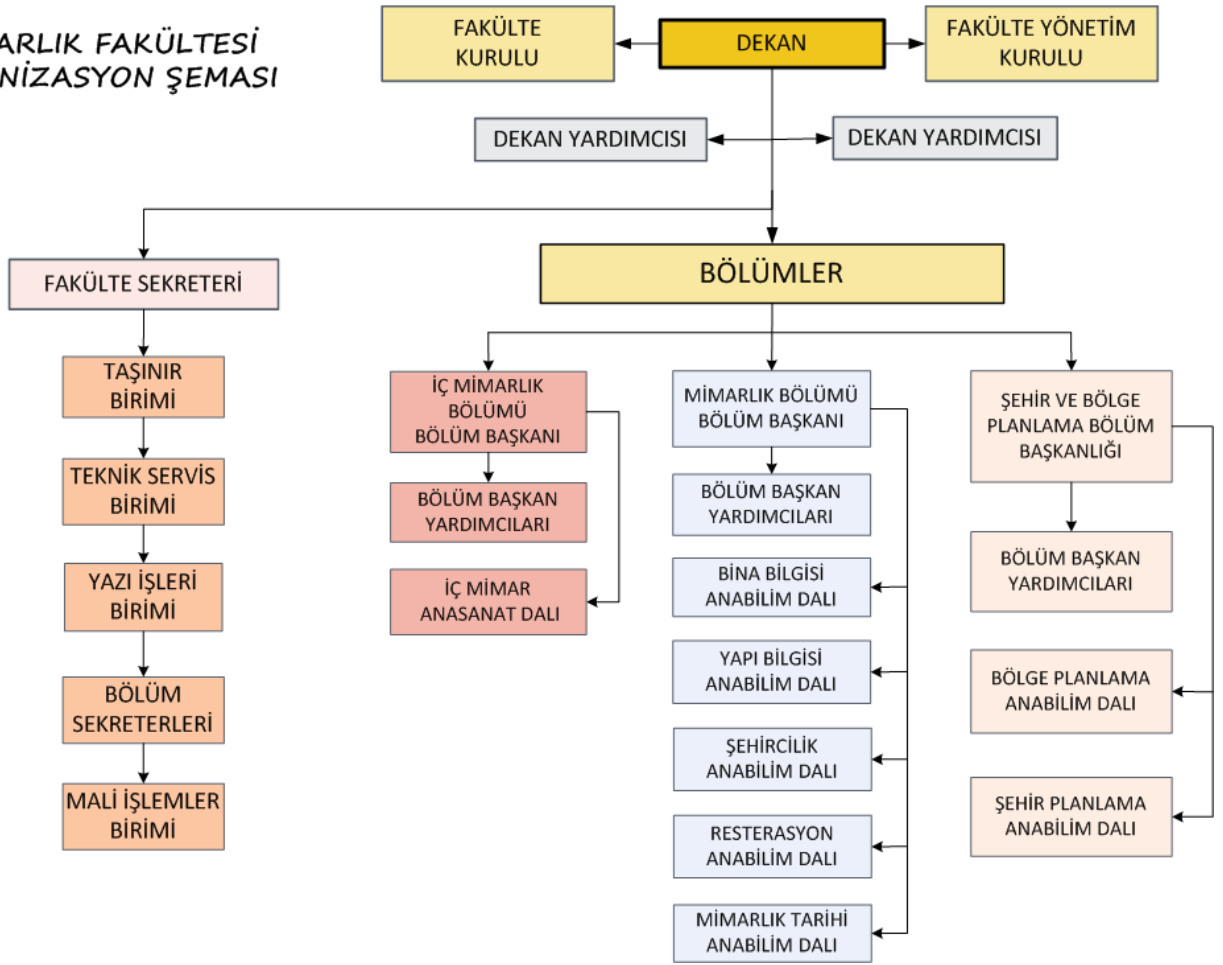 ARLIK FAKÜLTESİ
NİZASYON ŞEMASI
FAKÜLTE
KURULU
DEKAN
FAKÜLTE YÖNETİM
KURULU
DEKAN YARDIMCISI
DEKAN YARDIMCISI
FAKÜLTE SEKRETERİ
BÖLÜMLER
TAŞINIR
BİRİMİ
TEKNİK SERVİS
BİRİMİ
YAZI İŞLERİ
BİRİMİ
BÖLÜM
SEKRETERLERİ
MALİ İŞLEMLER
BİRİMİ
İÇ MİMARLIK
BÖLÜMÜ
BÖLÜM BAŞKANI
BÖLÜM BAŞKAN
YARDIMCILARI
İÇ MİMAR
ANASANAT DALI
MİMARLIK BÖLÜMÜ
BÖLÜM BAŞKANI
BÖLÜM BAŞKAN
YARDIMCILARI
BİNA BİLGİSİ
ANABİLİM DALI
YAPI BİLGİSİ
ANABİLİM DALI
ŞEHİRCİLİK
ANABİLİM DALI
RESTERASYON
ANABİLİM DALI
MİMARLIK TARİHİ
ANABİLİM DALI
ŞEHİR VE BÖLGE
PLANLAMA BÖLÜM
BAŞKANLIĞI
BÖLÜM BAŞKAN
YARDIMCILARI
BÖLGE PLANLAMA
ANABİLİM DALI
ŞEHİR PLANLAMA
ANABİLİM DALI